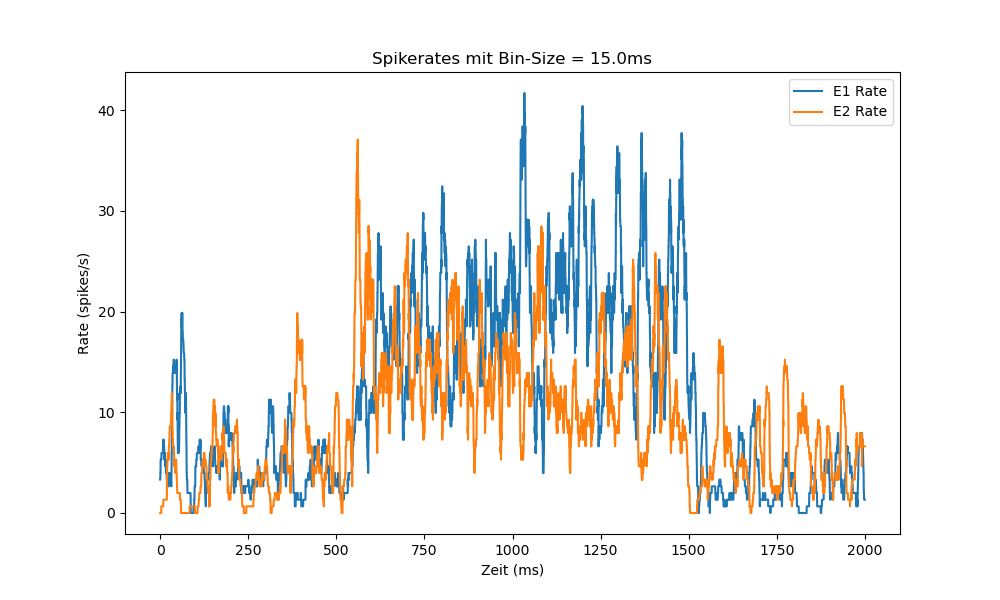 Spikerates mit Bin-Size = 15.0ms
E1 Rate
E2 Rate
Rate (spikes/s)
40
30
20
10
0
0 250 500 750 1000 1250 1500 1750 2000
Zeit (ms)